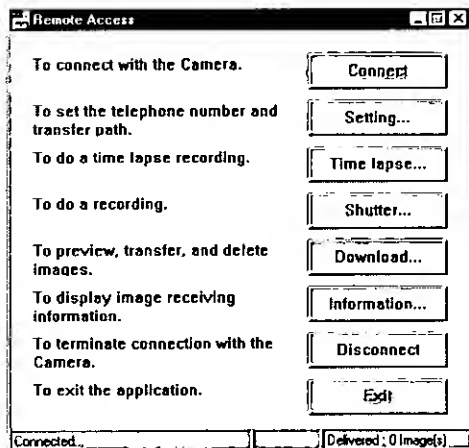 Remote Access
To connect with the Camera.
Connect
To set the telephone number and
transfer path.
Setting...
To do a time lapse recording.
Time lapse...
To do a recording.
Shutter...
To preview, transfer, and delete
images.
Download...
To display image receiving
information.
Information...
To terminate connection with the
Camera.
Disconnect
To exit the application.
Exit
Connected..
Delivered ; 0 Image(s)